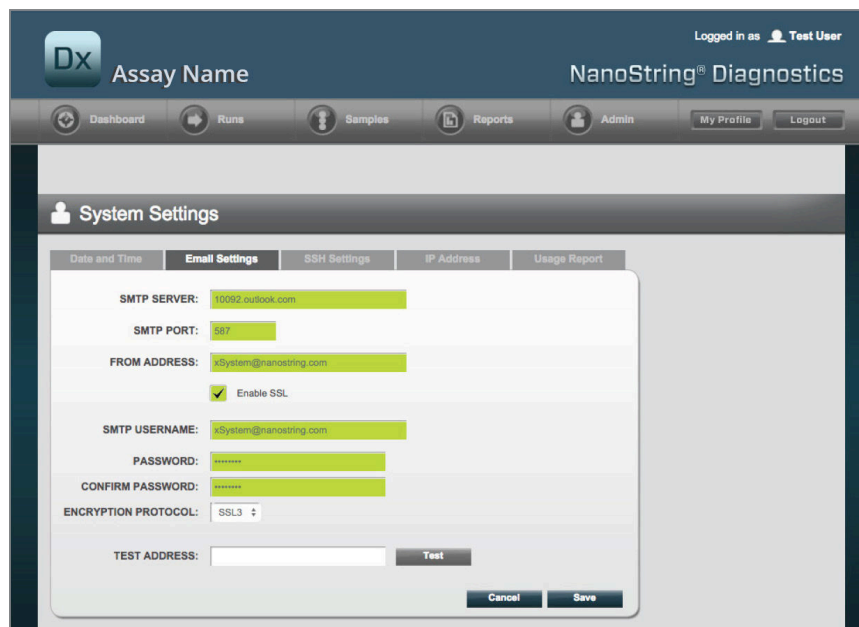 Logged in as Test User
Dx Assay Name
NanoString® Diagnostics
Dashboard Runs Samples Reports Admin My Profile Logout
System Settings
Date and Time Email Settings SSH Settings IP Address Usage Report
SMTP SERVER: 10092.outlook.com
SMTP PORT: 587
FROM ADDRESS: xSystem@nanostring.com
Enable SSL
SMTP USERNAME: xSystem@nanostring.com
PASSWORD: ••••••••
CONFIRM PASSWORD: ••••••••
ENCRYPTION PROTOCOL: SSL3
TEST ADDRESS: Test
Cancel Save